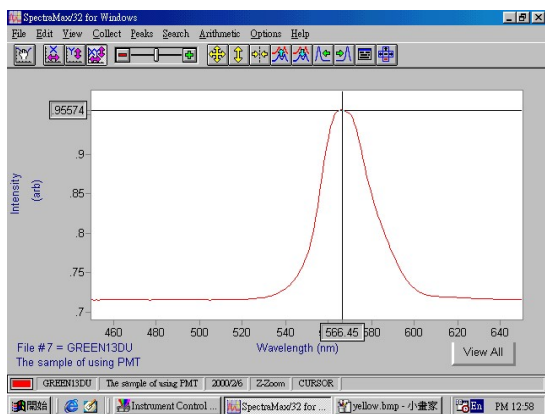 SpectraMax/32 for Windows
File Edit View Collect Peaks Search Arithmetic Options Help
.95574
.9
.85
.8
.75
.7
Intensity
(arb)
460 480 500 520 540 566.45 580 600 620 640
Wavelength (nm)
File #7 = GREEN13DU
The sample of using PMT
View All
GREEN13DU The sample of using PMT 2000/2/6 Z-Zoom CURSOR
開始 Instrument Control ... SpectraMax/32 for ... yellow.bmp - 小畫家 En PM 12:58